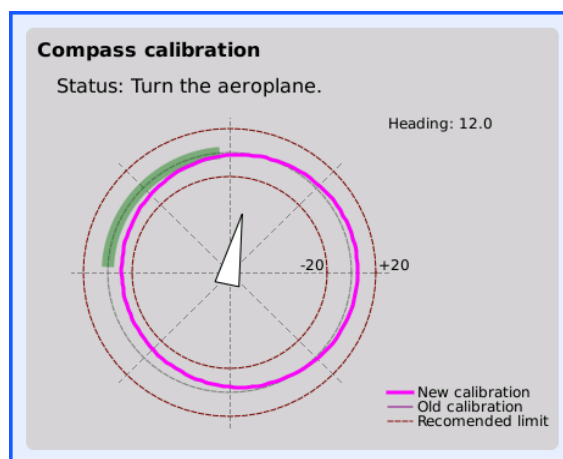 Compass calibration
Status: Turn the aeroplane.
Heading: 12.0
-20
+20
New calibration
Old calibration
Recomended limit